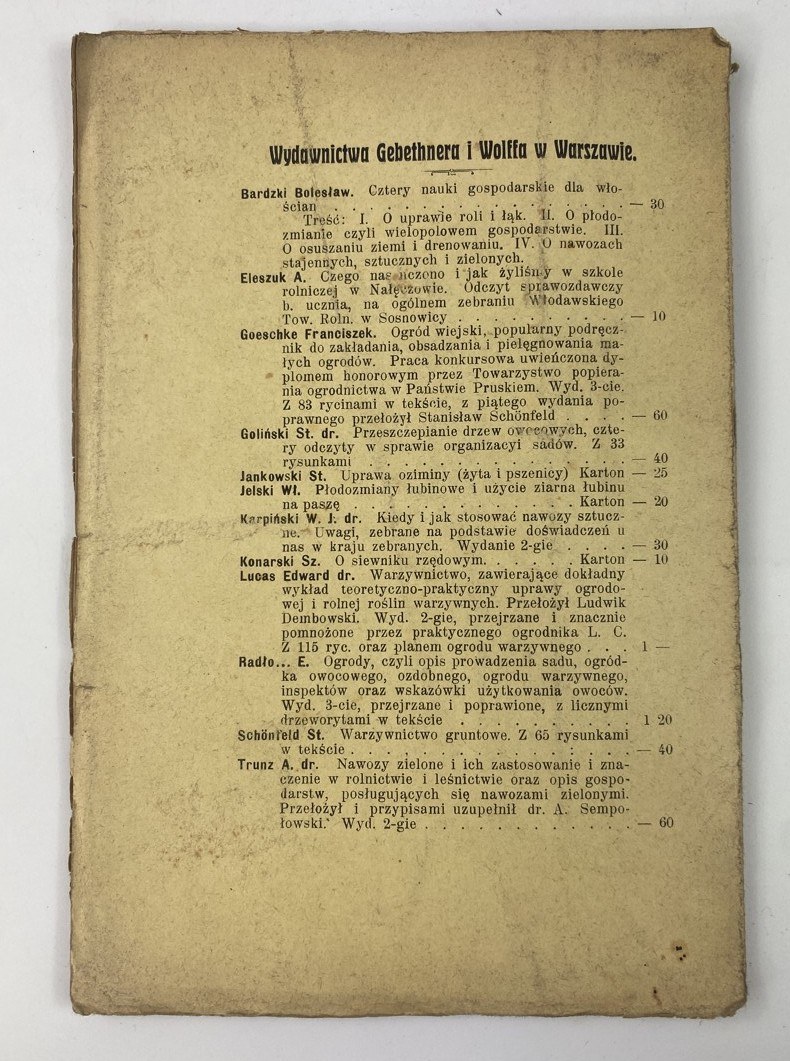 Wydawnictwa Gebethnera i Wolffa w Warszawie.
Bardzki Bolesław. Cztery nauki gospodarskie dla wło-
ścian . . . . . . . . . . . . . . . . — 30
Treść: I. O uprawie roli i łąk. II. O płodo-
zmianie czyli wielopolowem gospodarstwie. III.
O osuszaniu ziemi i drenowaniu. IV. O nawozach
stajennych, sztucznych i zielonych.
Eleszuk A. Czego nas uczono i jak żyliśmy w szkole
rolniczej w Nałęczowie. Odczyt sprawozdawczy
b. ucznia, na ogólnem zebraniu Włodawskiego
Tow. Roln. w Sosnowicy . . . . . . . . . — 10
Goeschke Franciszek. Ogród wiejski, popularny podręcz-
nik do zakładania, obsadzania i pielęgnowania ma-
łych ogrodów. Praca konkursowa uwieńczona dy-
plomem honorowym przez Towarzystwo popiera-
nia ogrodnictwa w Państwie Pruskiem. Wyd. 3-cie.
Z 83 rycinami w tekście, z piątego wydania po-
prawnego przełożył Stanisław Schönfeld . . . . — 60
Goliński St. dr. Przeszczepianie drzew owocowych, czte-
ry odczyty w sprawie organizacyi sadów. Z 33
rysunkami . . . . . . . . . . . . . . — 40
Jankowski St. Uprawa oziminy (żyta i pszenicy) Karton — 25
Jelski Wł. Płodozmiany łubinowe i użycie ziarna łubinu
na paszę . . . . . . . . . . . . Karton — 20
Karpiński W. J. dr. Kiedy i jak stosować nawozy sztucz-
ne. Uwagi, zebrane na podstawie doświadczeń u
nas w kraju zebranych. Wydanie 2-gie . . . . — 30
Konarski Sz. O siewniku rzędowym. . . . . . Karton — 10
Lucas Edward dr. Warzywnictwo, zawierające dokładny
wykład teoretyczno-praktyczny uprawy ogrodo-
wej i rolnej roślin warzywnych. Przełożył Ludwik
Dembowski. Wyd. 2-gie, przejrzane i znacznie
pomnożone przez praktycznego ogrodnika L. C.
Z 115 ryc. oraz planem ogrodu warzywnego . . . 1 —
Radło... E. Ogrody, czyli opis prowadzenia sadu, ogród-
ka owocowego, ozdobnego, ogrodu warzywnego,
inspektów oraz wskazówki użytkowania owoców.
Wyd. 3-cie, przejrzane i poprawione, z licznymi
drzeworytami w tekście . . . . . . . . . . 1 20
Schönfeld St. Warzywnictwo gruntowe. Z 65 rysunkami
w tekście . . . . . . . . . . . . . . . — 40
Trunz A. dr. Nawozy zielone i ich zastosowanie i zna-
czenie w rolnictwie i leśnictwie oraz opis gospo-
darstw, posługujących się nawozami zielonymi.
Przełożył i przypisami uzupełnił dr. A. Sempo-
łowski. Wyd. 2-gie . . . . . . . . . . . — 60